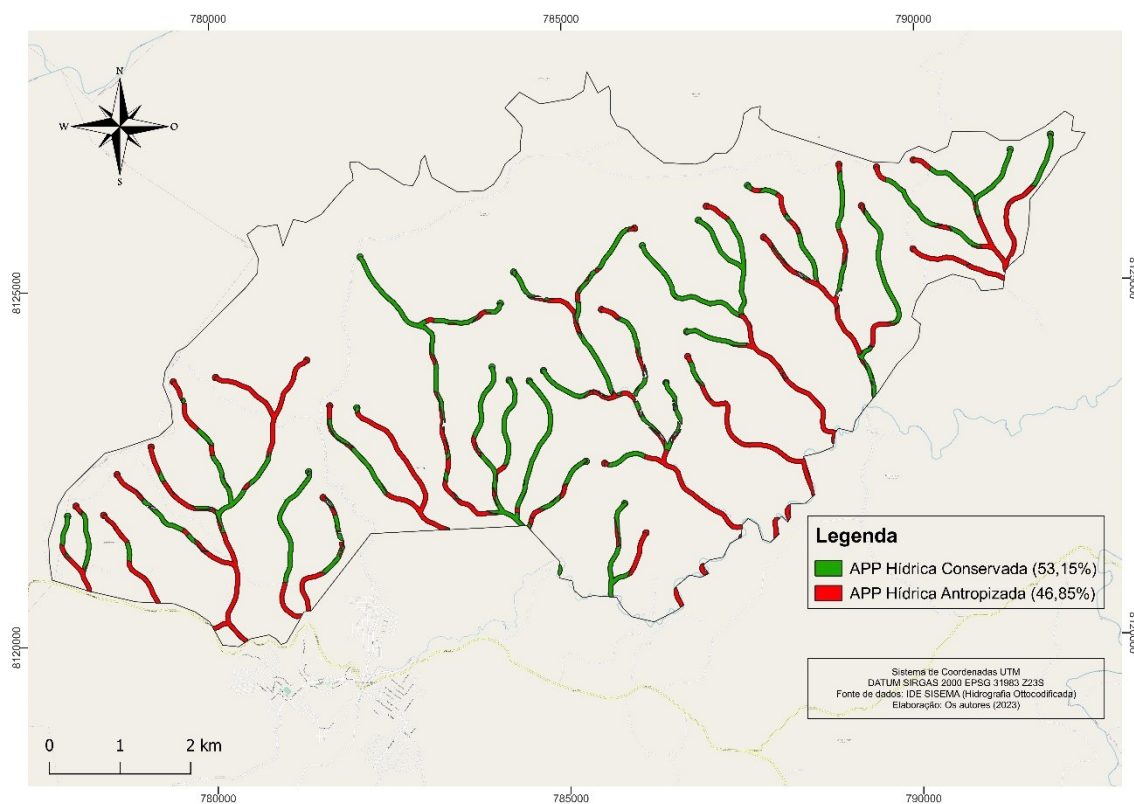 780000
785000
790000
N
W
O
S
8125000
8125000
8120000
8120000
Legenda
APP Hídrica Conservada (53,15%)
APP Hídrica Antropizada (46,85%)
Sistema de Coordenadas UTM
DATUM SIRGAS 2000 EPSG 31983 Z23S
Fonte de dados: IDE SISEMA (Hidrografia Ottocodificada)
Elaboração: Os autores (2023)
0 1 2 km
780000
785000
790000